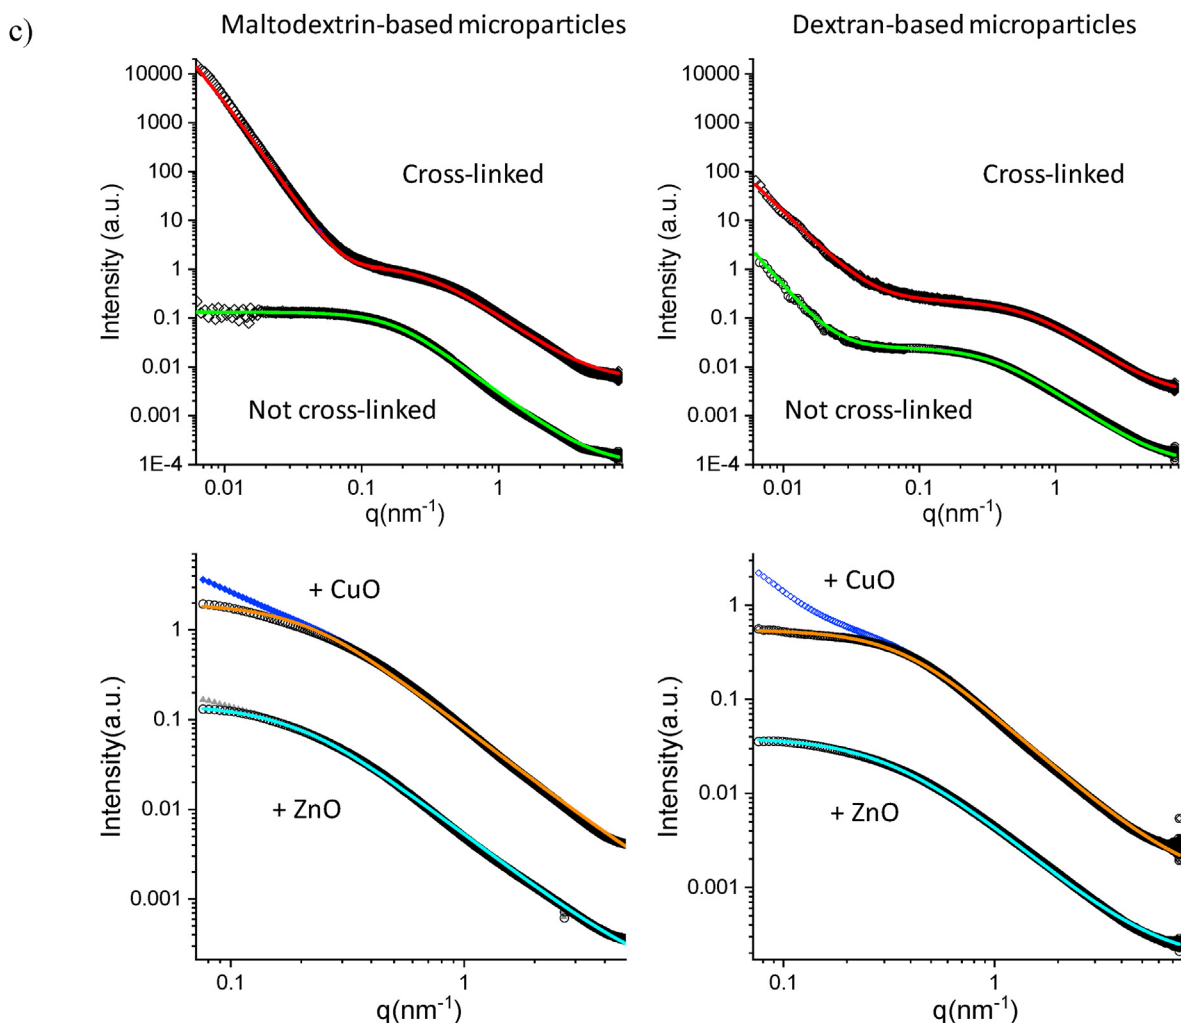 c)
Maltodextrin-based microparticles
Dextran-based microparticles
Intensity (a.u.)
10000
1000
100
10
1
0.1
0.01
0.001
1E-4
Cross-linked
Not cross-linked
0.01
0.1
1
q(nm⁻¹)
Intensity (a.u.)
10000
1000
100
10
1
0.1
0.01
0.001
1E-4
Cross-linked
Not cross-linked
0.01
0.1
1
q(nm⁻¹)
Intensity(a.u.)
1
0.1
0.01
0.001
+ CuO
+ ZnO
0.1
1
q(nm⁻¹)
Intensity(a.u.)
1
0.1
0.01
0.001
+ CuO
+ ZnO
0.1
1
q(nm⁻¹)